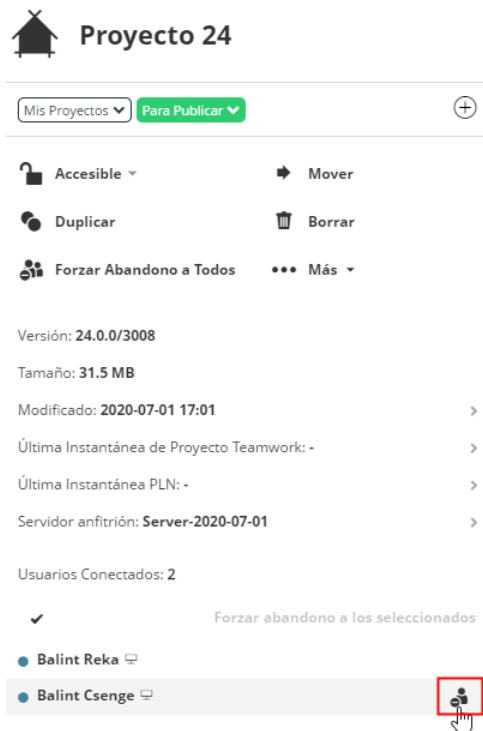 Proyecto 24
Mis Proyectos Para Publicar
Accesible Mover
Duplicar Borrar
Forzar Abandono a Todos Más
Versión: 24.0.0/3008
Tamaño: 31.5 MB
Modificado: 2020-07-01 17:01
Última Instantánea de Proyecto Teamwork: -
Última Instantánea PLN: -
Servidor anfitrión: Server-2020-07-01
Usuarios Conectados: 2
Forzar abandono a los seleccionados
Balint Reka
Balint Csenge